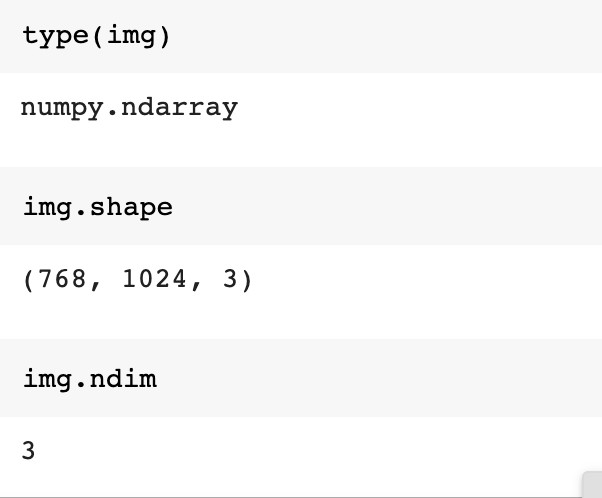 type(img)
numpy.ndarray
img.shape
(768, 1024, 3)
img.ndim
3